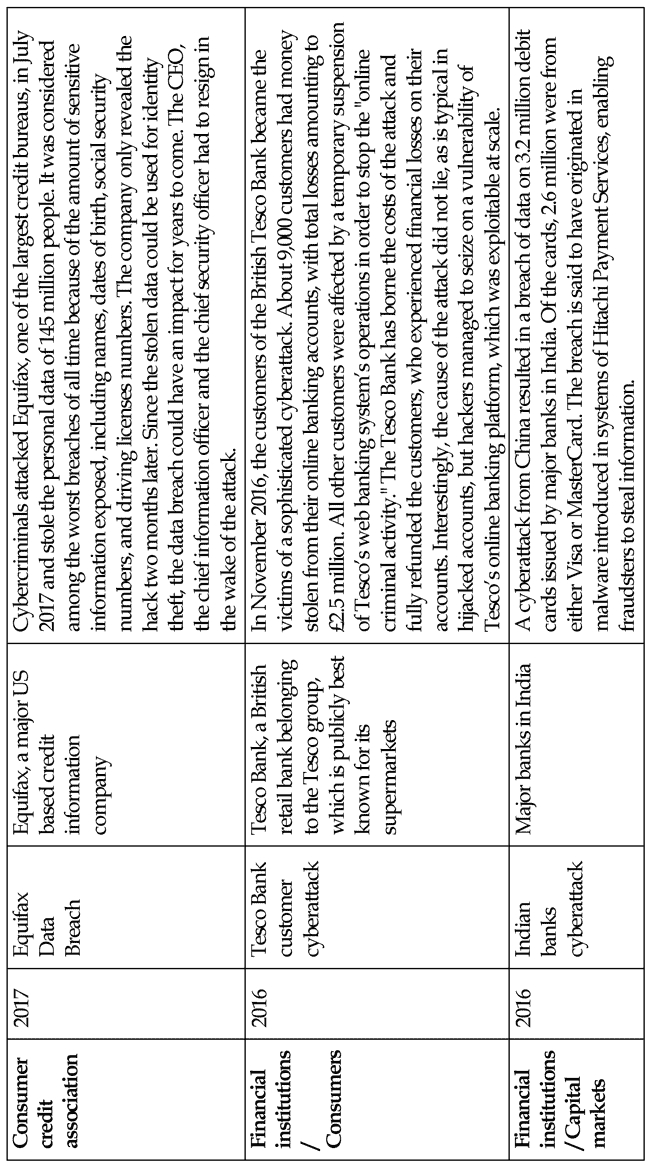 Consumer
credit
association
2017
Equifax
Data
Breach
Equifax, a major US
based credit
information
company
Cybercriminals attacked Equifax, one of the largest credit bureaus, in July
2017 and stole the personal data of 145 million people. It was considered
among the worst breaches of all time because of the amount of sensitive
information exposed, including names, dates of birth, social security
numbers, and driving licenses numbers. The company only revealed the
hack two months later. Since the stolen data could be used for identity
theft, the data breach could have an impact for years to come. The CEO,
the chief information officer and the chief security officer had to resign in
the wake of the attack.
Financial
institutions
/
Consumers
2016
Tesco Bank
customer
cyberattack
Tesco Bank, a British
retail bank belonging
to the Tesco group,
which is publicly best
known for its
supermarkets
In November 2016, the customers of the British Tesco Bank became the
victims of a sophisticated cyberattack. About 9,000 customers had money
stolen from their online banking accounts, with total losses amounting to
£2.5 million. All other customers were affected by a temporary suspension
of Tesco's web banking system's operations in order to stop the "online
criminal activity." The Tesco Bank has borne the costs of the attack and
fully refunded the customers, who experienced financial losses on their
accounts. Interestingly, the cause of the attack did not lie, as is typical in
hijacked accounts, but hackers managed to seize on a vulnerability of
Tesco's online banking platform, which was exploitable at scale.
Financial
institutions
/ Capital
markets
2016
Indian
banks
cyberattack
Major banks in India
A cyberattack from China resulted in a breach of data on 3.2 million debit
cards issued by major banks in India. Of the cards, 2.6 million were from
either Visa or MasterCard. The breach is said to have originated in
malware introduced in systems of Hitachi Payment Services, enabling
fraudsters to steal information.